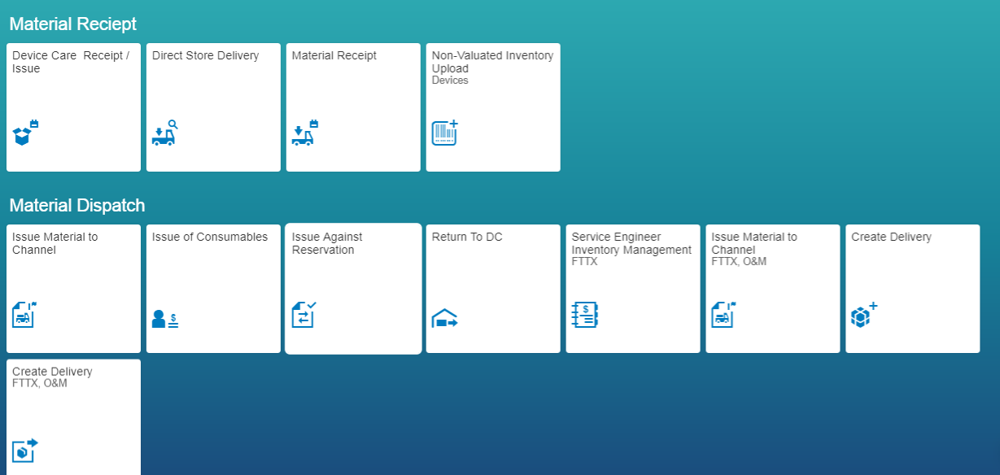 Material Reciept
Device Care  Receipt /
Issue
Direct Store Delivery
Material Receipt
Non-Valuated Inventory
Upload
Devices
Material Dispatch
Issue Material to
Channel
Issue of Consumables
Issue Against
Reservation
Return To DC
Service Engineer
Inventory Management
FTTX
Issue Material to
Channel
FTTX, O&M
Create Delivery
Create Delivery
FTTX, O&M